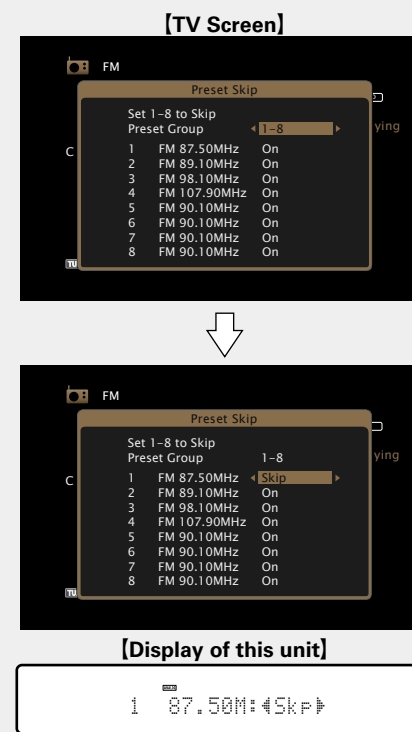 【TV Screen】
FM
Preset Skip
Set 1–8 to Skip
Preset Group 1–8
ying
1 FM 87.50MHz On
C
2 FM 89.10MHz On
3 FM 98.10MHz On
4 FM 107.90MHz On
5 FM 90.10MHz On
6 FM 90.10MHz On
7 FM 90.10MHz On
8 FM 90.10MHz On
TU
FM
Preset Skip
Set 1–8 to Skip
Preset Group 1–8
ying
1 FM 87.50MHz Skip
C
2 FM 89.10MHz On
3 FM 98.10MHz On
4 FM 107.90MHz On
5 FM 90.10MHz On
6 FM 90.10MHz On
7 FM 90.10MHz On
8 FM 90.10MHz On
TU
【Display of this unit】
1 87.50M:◀Skp▶